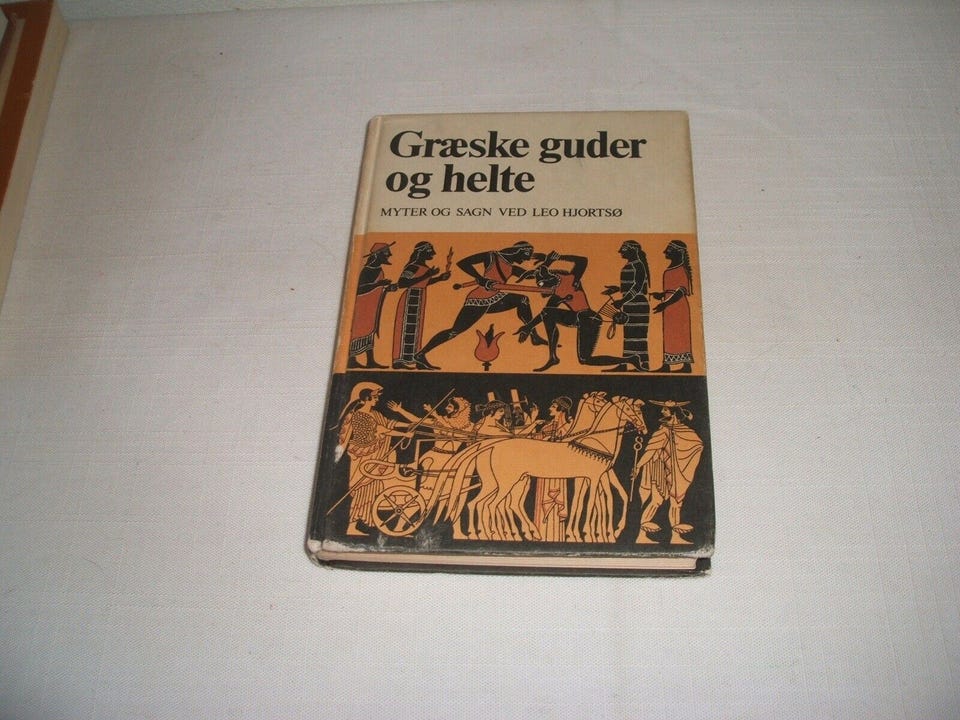 Græske guder
og helte
MYTER OG SAGN VED LEO HJORTSØ